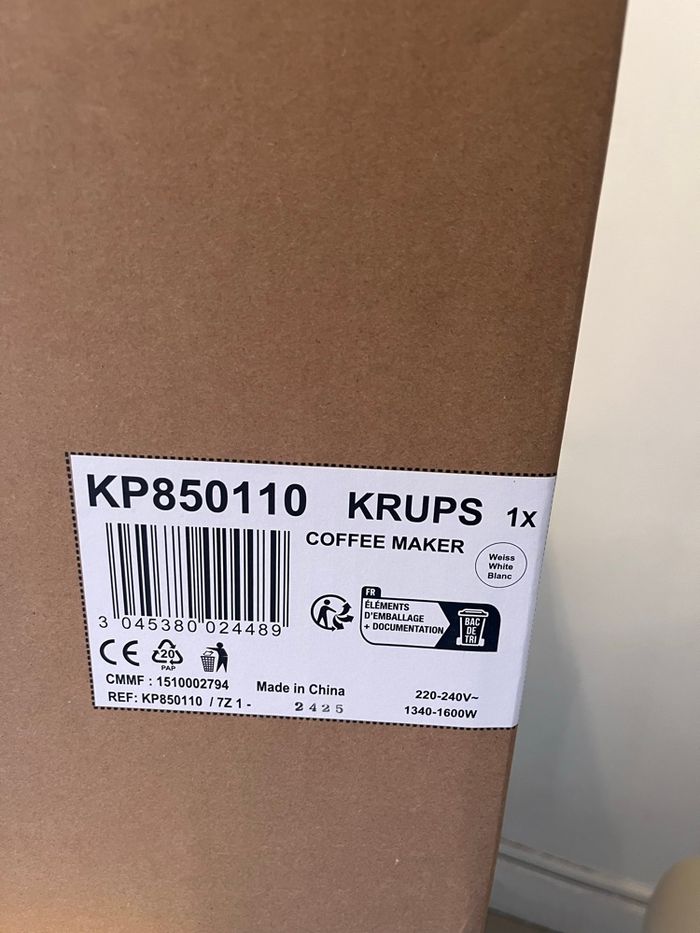 KP850110 KRUPS 1X
COFFEE MAKER
Weiss
White
Blanc
3 045380 024489
FR
ÉLÉMENTS
D'EMBALLAGE
+ DOCUMENTATION
BAC
DE
TRI
CE
20
PAP
CMMF : 1510002794
Made in China
220-240V~
REF: KP850110 / 7Z 1 -
2425
1340-1600W